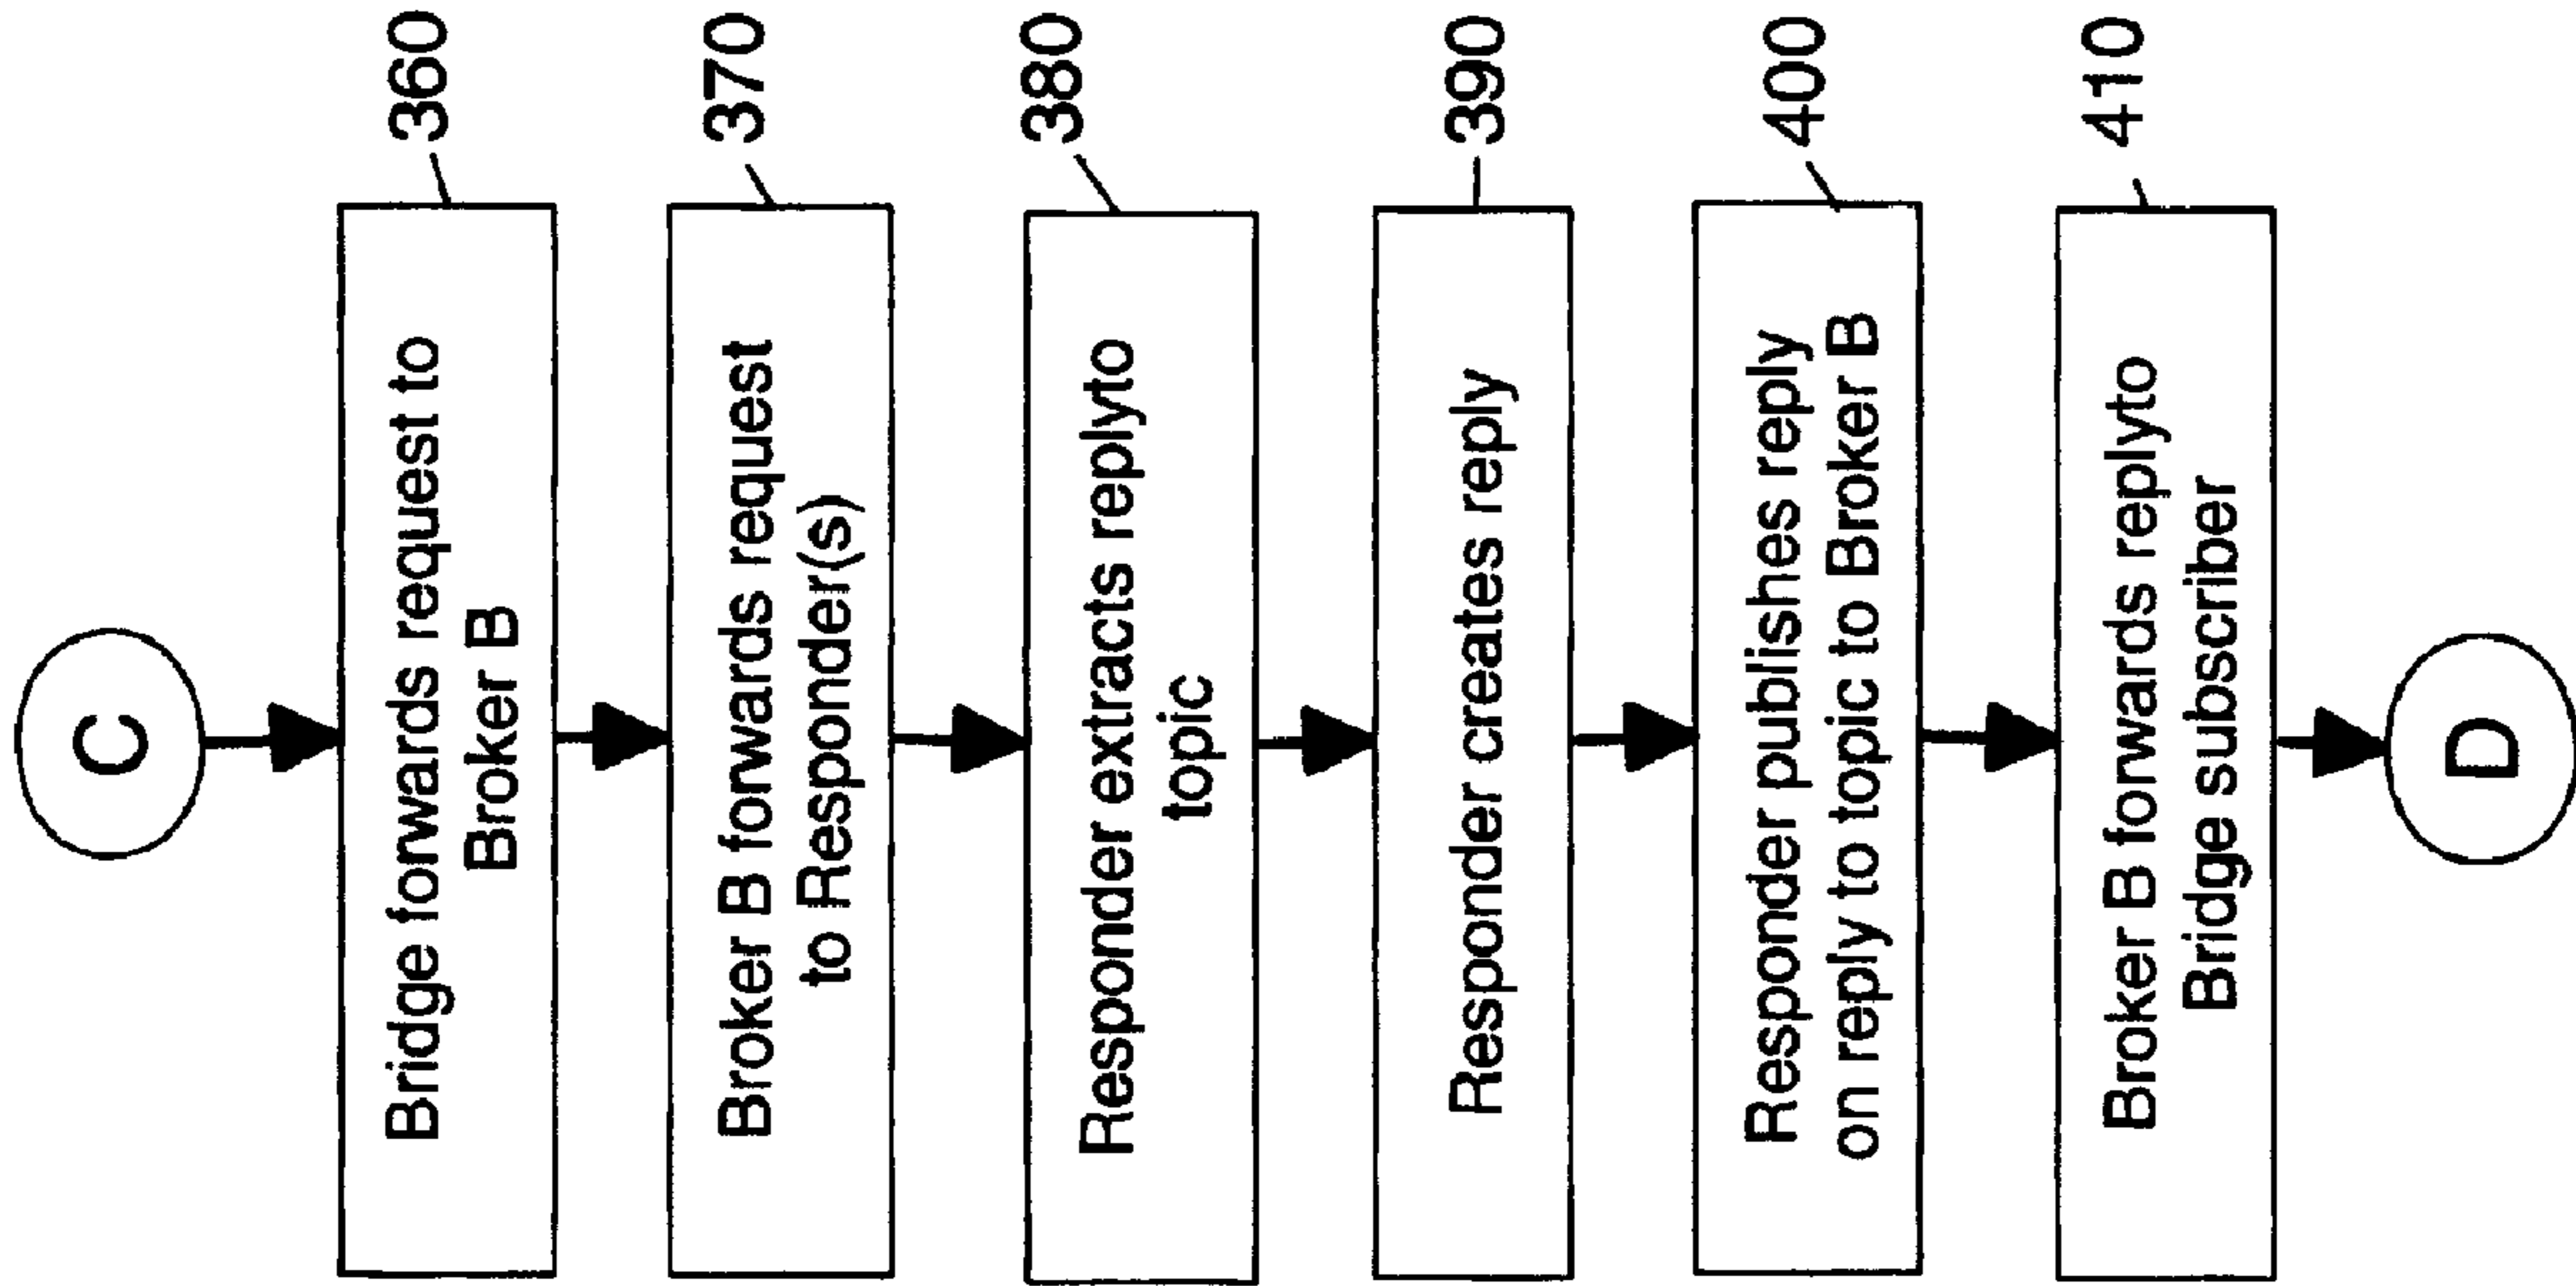 C
Bridge forwards request to
Broker B
360
Broker B forwards request
to Responder(s)
370
Responder extracts replyto
topic
380
Responder creates reply
390
Responder publishes reply
on reply to topic to Broker B
400
Broker B forwards replyto
Bridge subscriber
410
D